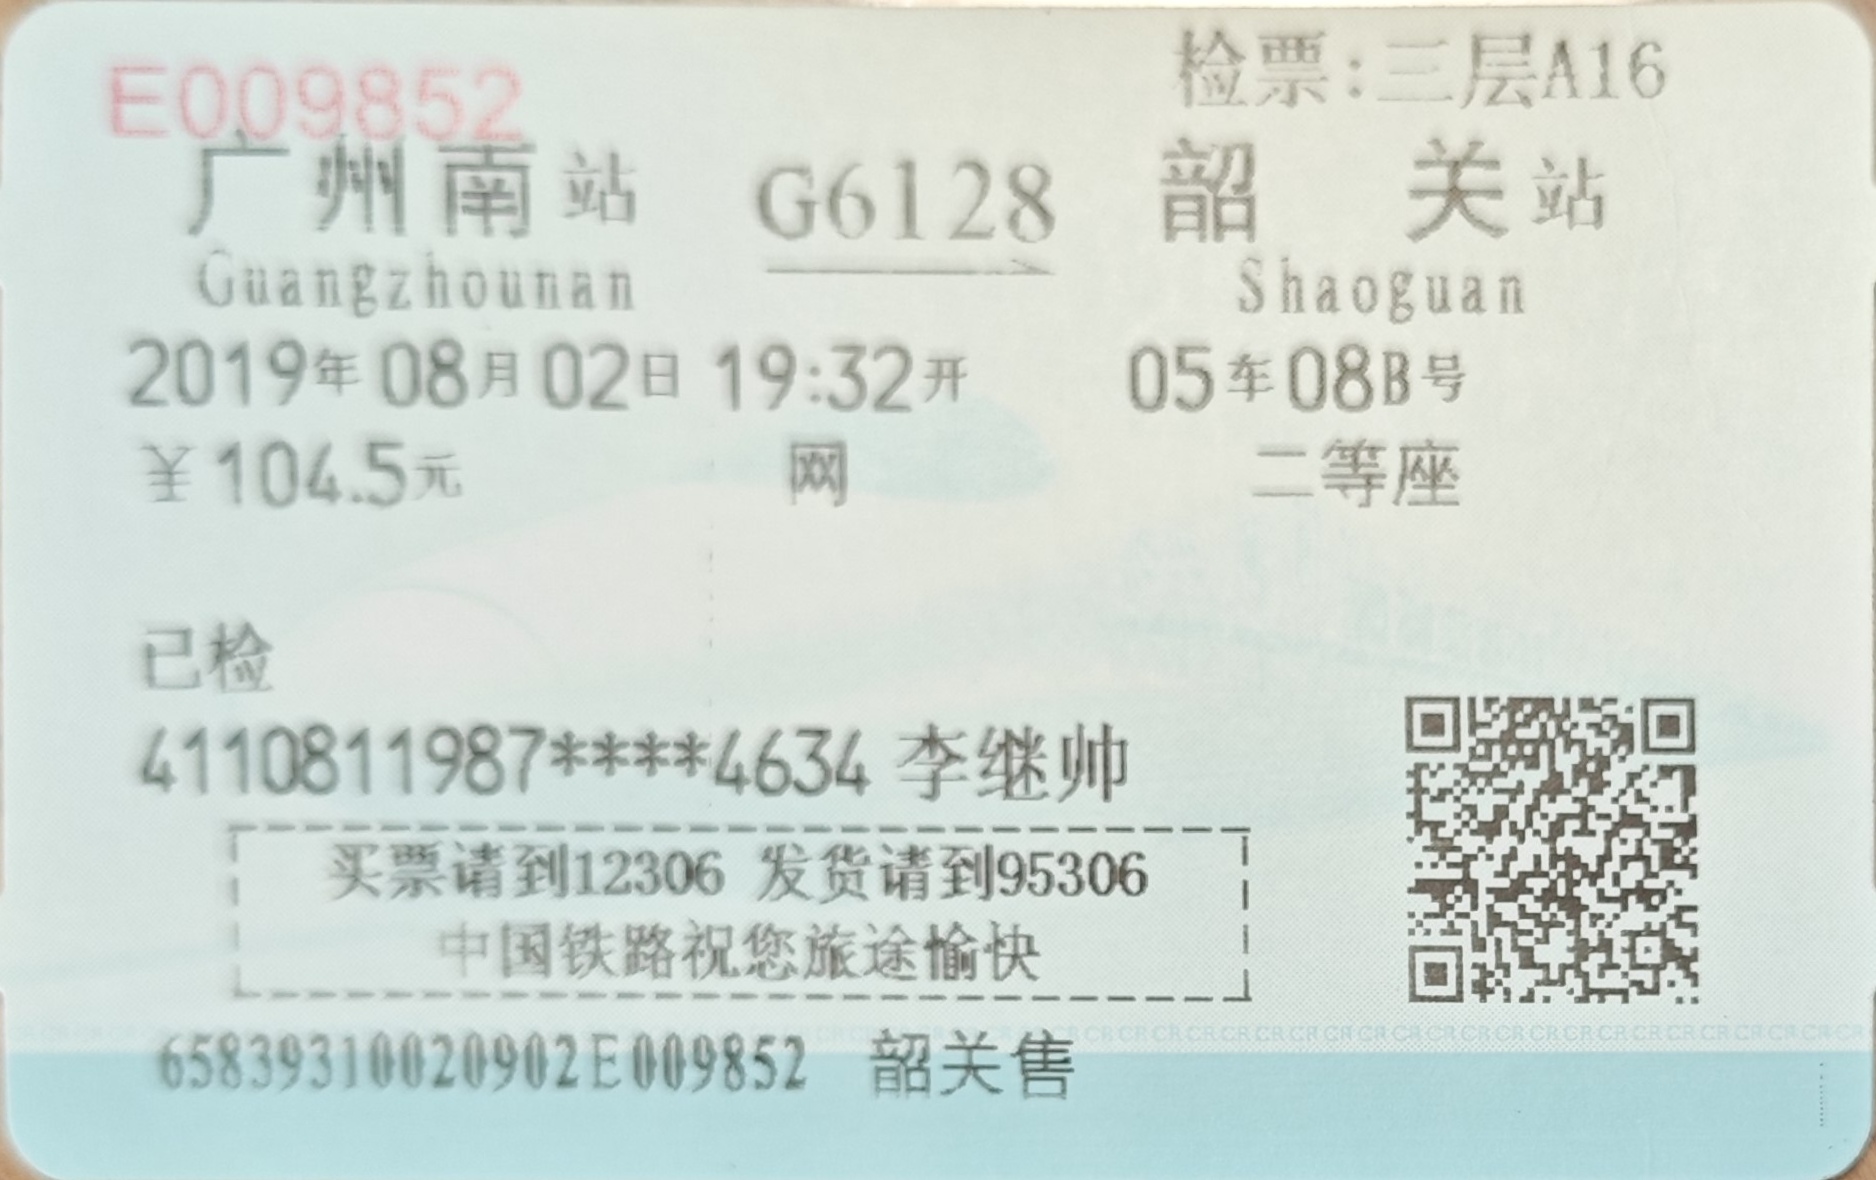 检票:三层A16
E009852
广州南站 G6128 韶关站
Guangzhounan Shaoguan
2019年08月02日 19:32开 05车08B号
￥104.5元 网 二等座
已检
4110811987****4634 李继帅
买票请到12306 发货请到95306
中国铁路祝您旅途愉快
65839310020902E009852 韶关售